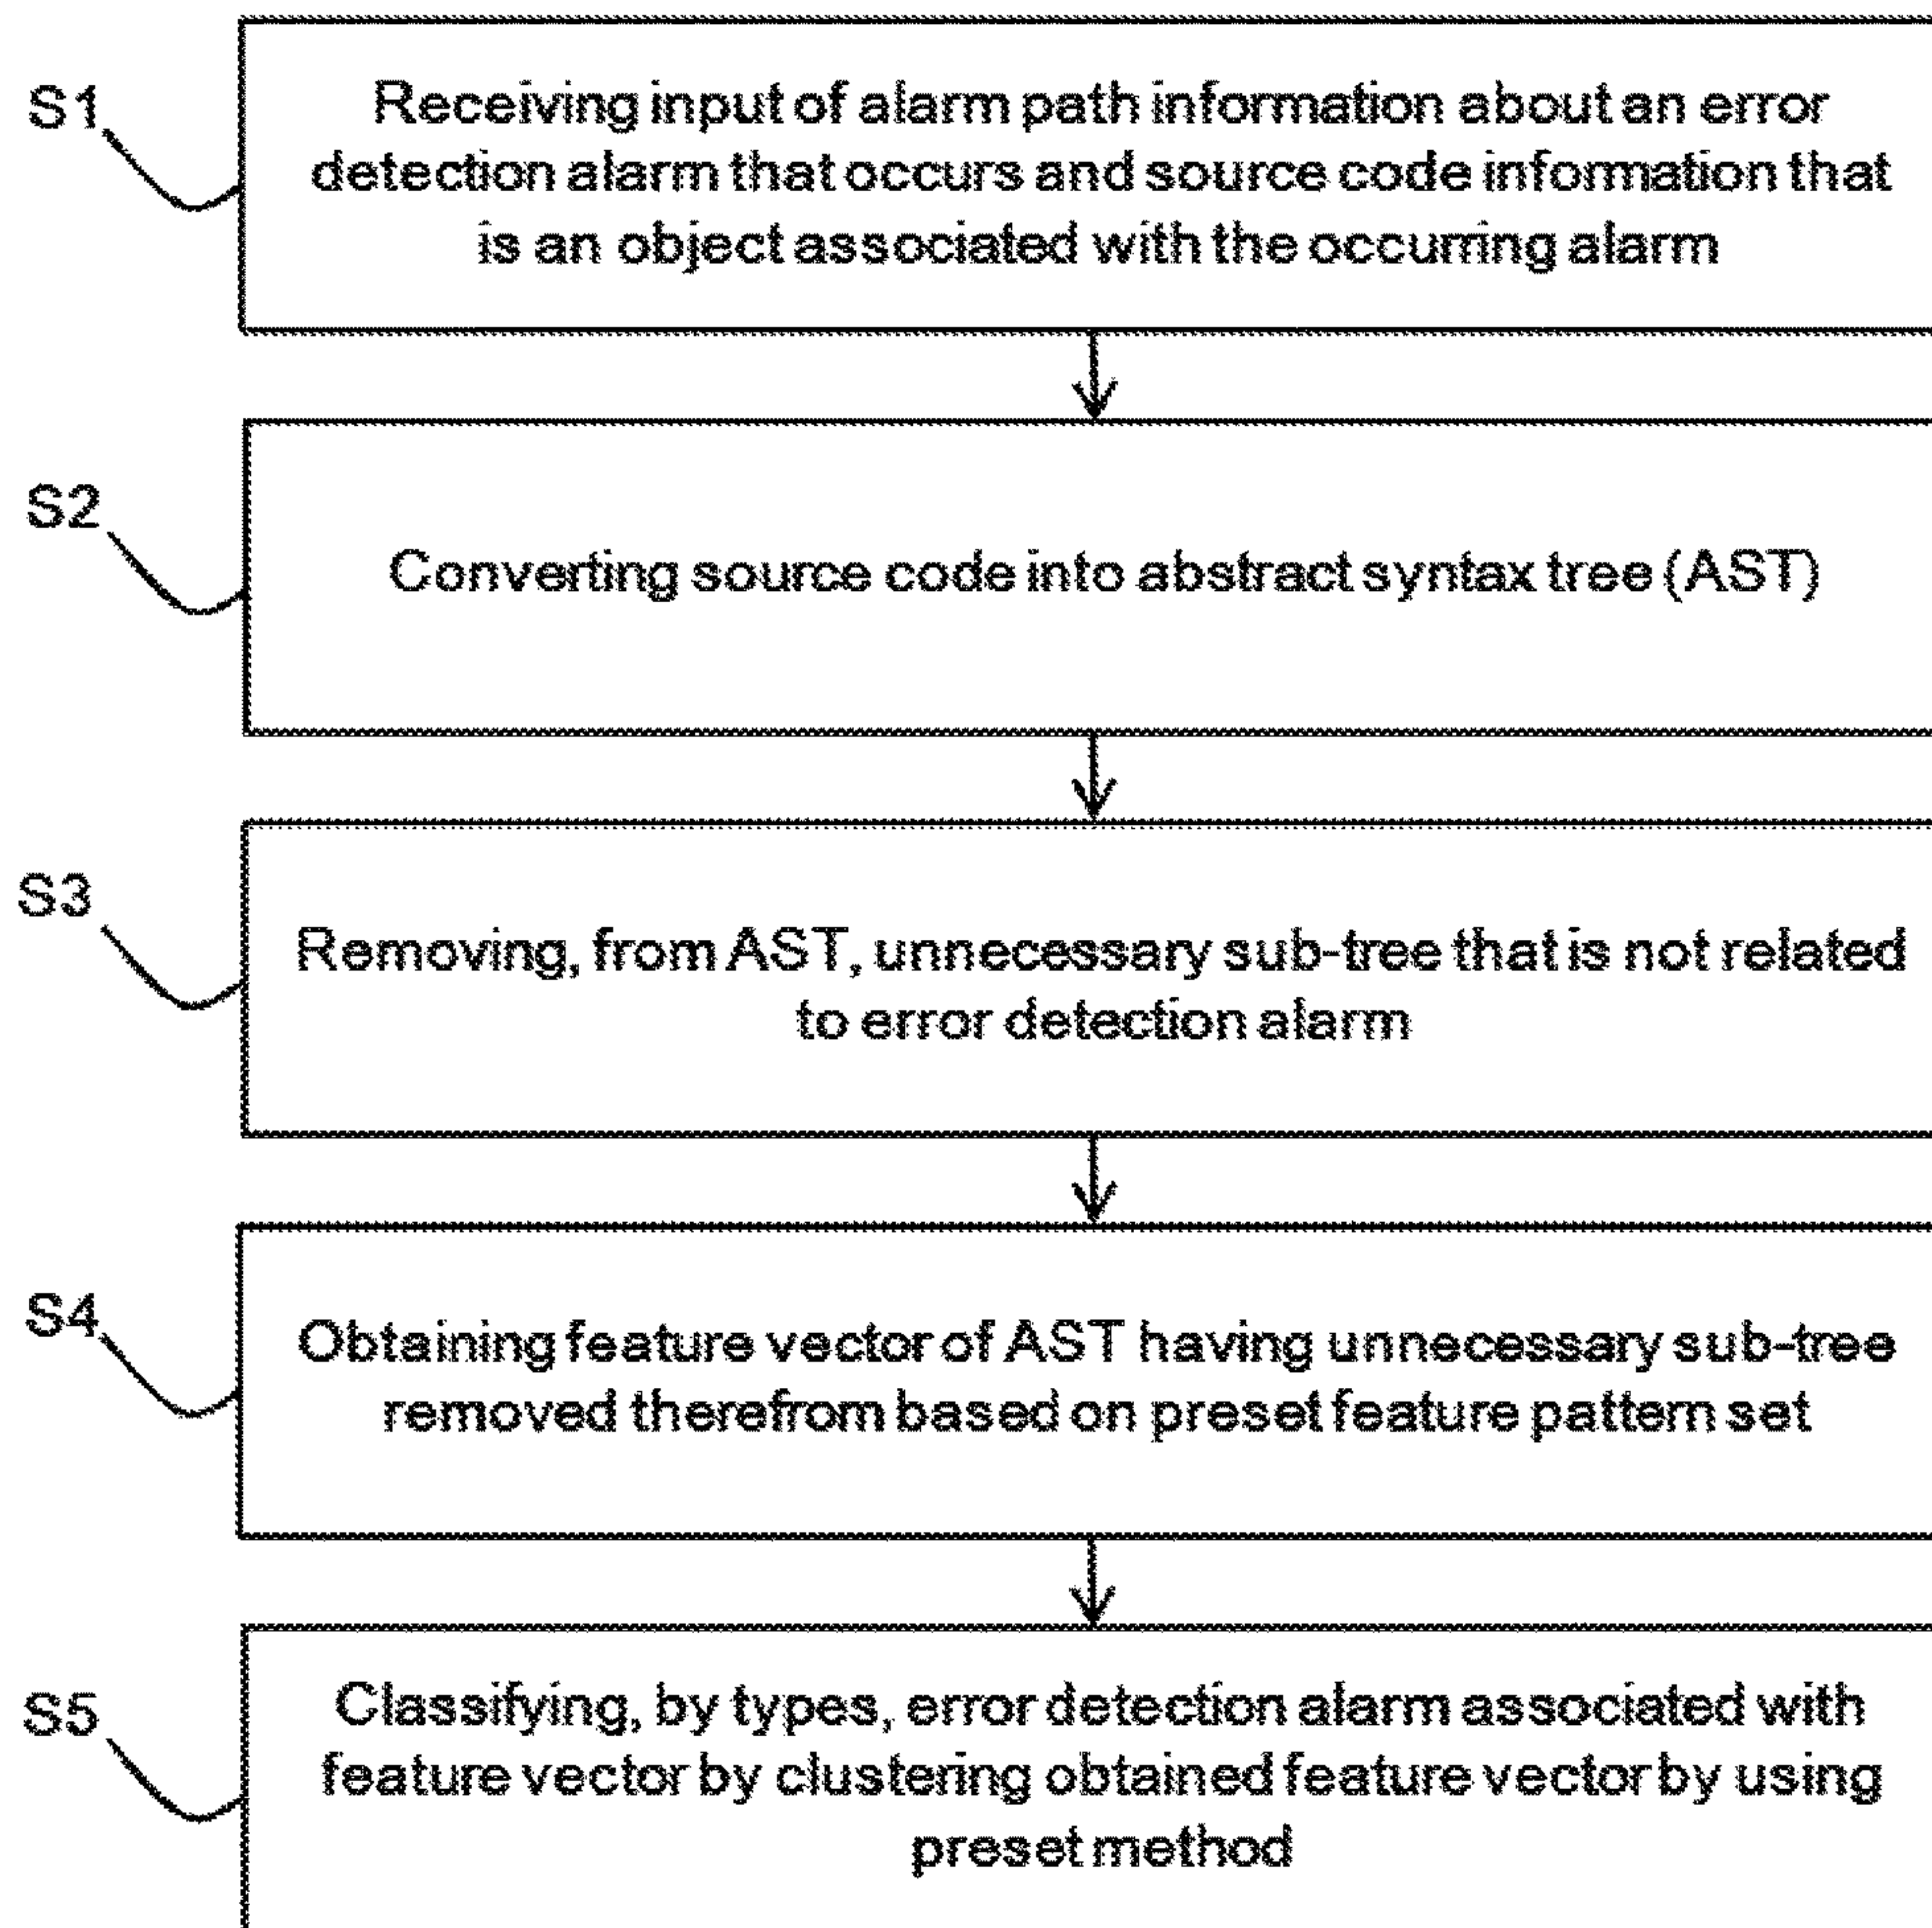 S1
Receiving input of alarm path information about an error
detection alarm that occurs and source code information that
is an object associated with the occurring alarm
S2
Converting source code into abstract syntax tree (AST)
S3
Removing, from AST, unnecessary sub-tree that is not related
to error detection alarm
S4
Obtaining feature vector of AST having unnecessary sub-tree
removed therefrom based on preset feature pattern set
S5
Classifying, by types, error detection alarm associated with
feature vector by clustering obtained feature vector by using
preset method